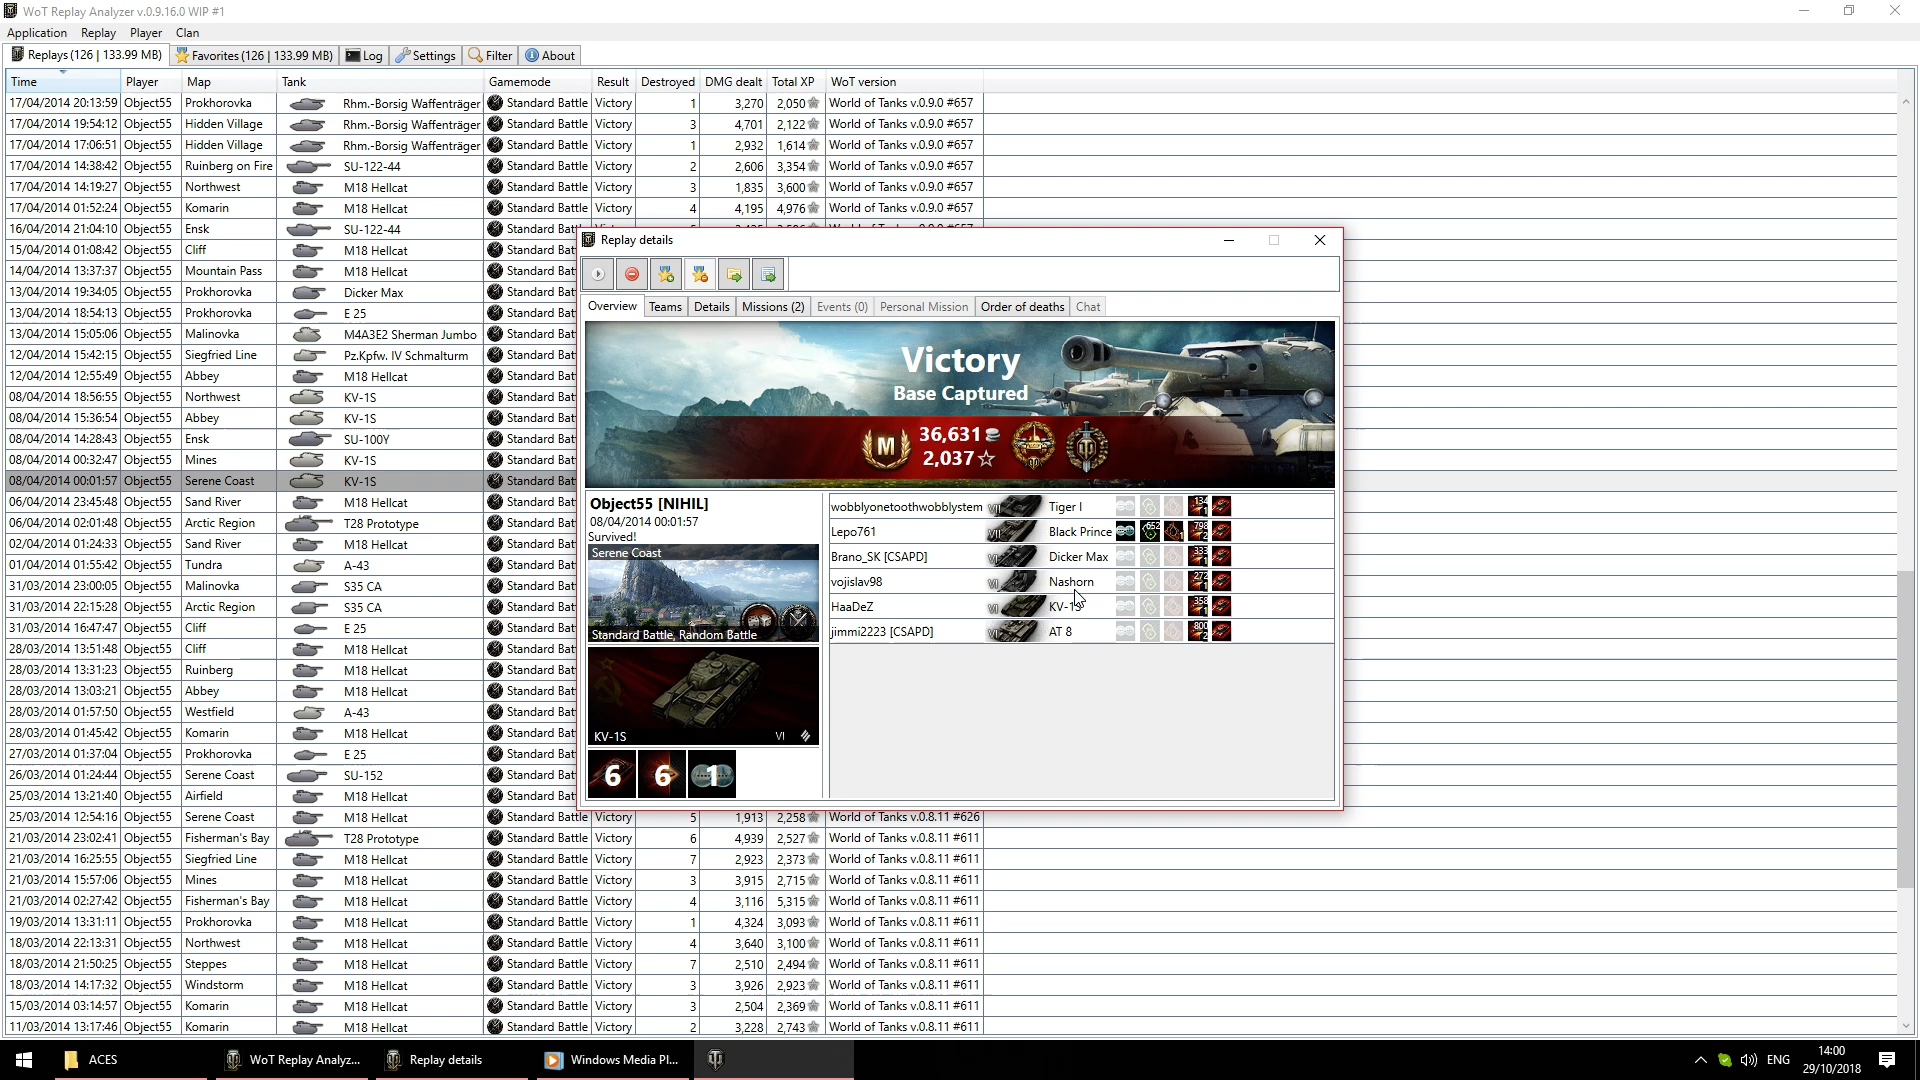 WoT Replay Analyzer v.0.9.16.0 WIP #1
Application Replay Player Clan
Replays (126 | 133.99 MB) Favorites (126 | 133.99 MB) Log Settings Filter About
Time Player Map Tank Gamemode Result Destroyed DMG dealt Total XP WoT version
17/04/2014 20:13:59 Object55 Prokhorovka Rhm.-Borsig Waffenträger Standard Battle Victory 1 3,270 2,050 World of Tanks v.0.9.0 #657
17/04/2014 19:54:12 Object55 Hidden Village Rhm.-Borsig Waffenträger Standard Battle Victory 3 4,701 2,122 World of Tanks v.0.9.0 #657
17/04/2014 17:06:51 Object55 Hidden Village Rhm.-Borsig Waffenträger Standard Battle Victory 1 2,932 1,614 World of Tanks v.0.9.0 #657
17/04/2014 14:38:42 Object55 Ruinberg on Fire SU-122-44 Standard Battle Victory 2 2,606 3,354 World of Tanks v.0.9.0 #657
17/04/2014 14:19:27 Object55 Northwest M18 Hellcat Standard Battle Victory 3 1,835 3,600 World of Tanks v.0.9.0 #657
17/04/2014 01:52:24 Object55 Komarin M18 Hellcat Standard Battle Victory 4 4,195 4,976 World of Tanks v.0.9.0 #657
16/04/2014 21:04:10 Object55 Ensk SU-122-44 Standard Batt
15/04/2014 01:08:42 Object55 Cliff M18 Hellcat Standard Bat
14/04/2014 13:37:37 Object55 Mountain Pass M18 Hellcat Standard Bat
13/04/2014 19:34:05 Object55 Prokhorovka Dicker Max Standard Bat
13/04/2014 18:54:13 Object55 Prokhorovka E 25 Standard Bat
13/04/2014 15:05:06 Object55 Malinovka M4A3E2 Sherman Jumbo Standard Bat
12/04/2014 15:42:15 Object55 Siegfried Line Pz.Kpfw. IV Schmalturm Standard Bat
12/04/2014 12:55:49 Object55 Abbey M18 Hellcat Standard Bat
08/04/2014 18:56:55 Object55 Northwest KV-1S Standard Bat
08/04/2014 15:36:54 Object55 Abbey KV-1S Standard Bat
08/04/2014 14:28:43 Object55 Ensk SU-100Y Standard Bat
08/04/2014 00:32:47 Object55 Mines KV-1S Standard Bat
08/04/2014 00:01:57 Object55 Serene Coast KV-1S Standard Bat
06/04/2014 23:45:48 Object55 Sand River M18 Hellcat Standard Bat
06/04/2014 02:01:48 Object55 Arctic Region T28 Prototype Standard Bat
02/04/2014 01:24:33 Object55 Sand River M18 Hellcat Standard Bat
01/04/2014 01:55:42 Object55 Tundra A-43 Standard Bat
31/03/2014 23:00:05 Object55 Malinovka S35 CA Standard Bat
31/03/2014 22:15:28 Object55 Arctic Region S35 CA Standard Bat
31/03/2014 16:47:47 Object55 Cliff E 25 Standard Bat
28/03/2014 13:51:48 Object55 Cliff M18 Hellcat Standard Bat
28/03/2014 13:31:23 Object55 Ruinberg M18 Hellcat Standard Bat
28/03/2014 13:03:21 Object55 Abbey M18 Hellcat Standard Bat
28/03/2014 01:57:50 Object55 Westfield A-43 Standard Bat
28/03/2014 01:45:42 Object55 Komarin M18 Hellcat Standard Bat
27/03/2014 01:37:04 Object55 Prokhorovka E 25 Standard Bat
26/03/2014 01:24:44 Object55 Serene Coast SU-152 Standard Bat
25/03/2014 13:21:40 Object55 Airfield M18 Hellcat Standard Bat
25/03/2014 12:54:16 Object55 Serene Coast M18 Hellcat Standard Battle Victory 5 1,913 2,258 World of Tanks v.0.8.11 #626
21/03/2014 23:02:41 Object55 Fisherman's Bay T28 Prototype Standard Battle Victory 6 4,939 2,527 World of Tanks v.0.8.11 #611
21/03/2014 16:25:55 Object55 Siegfried Line M18 Hellcat Standard Battle Victory 7 2,923 2,373 World of Tanks v.0.8.11 #611
21/03/2014 15:57:06 Object55 Mines M18 Hellcat Standard Battle Victory 3 3,915 2,715 World of Tanks v.0.8.11 #611
21/03/2014 02:27:42 Object55 Fisherman's Bay M18 Hellcat Standard Battle Victory 4 3,116 5,315 World of Tanks v.0.8.11 #611
19/03/2014 13:31:11 Object55 Prokhorovka M18 Hellcat Standard Battle Victory 1 4,324 3,093 World of Tanks v.0.8.11 #611
18/03/2014 22:13:31 Object55 Northwest M18 Hellcat Standard Battle Victory 4 3,640 3,100 World of Tanks v.0.8.11 #611
18/03/2014 21:50:25 Object55 Steppes M18 Hellcat Standard Battle Victory 7 2,510 2,494 World of Tanks v.0.8.11 #611
18/03/2014 14:17:32 Object55 Windstorm M18 Hellcat Standard Battle Victory 3 3,926 2,923 World of Tanks v.0.8.11 #611
15/03/2014 03:14:57 Object55 Komarin M18 Hellcat Standard Battle Victory 3 2,504 2,369 World of Tanks v.0.8.11 #611
11/03/2014 13:17:46 Object55 Komarin M18 Hellcat Standard Battle Victory 2 3,228 2,743 World of Tanks v.0.8.11 #611
Replay details
Overview Teams Details Missions (2) Events (0) Personal Mission Order of deaths Chat
Victory
Base Captured
M 36,631
2,037
Object55 [NIHIL]
08/04/2014 00:01:57
Survived!
Serene Coast
Standard Battle, Random Battle
KV-1S VI
6 6 1
wobblyonetoothwobblystem VII Tiger I 134 1
Lepo761 VII Black Prince 652 1 798 2
Brano_SK [CSAPD] VI Dicker Max 333 1
vojislav98 VI Nashorn 272 1
HaaDeZ VI KV-1S 358 1
jimmi2223 [CSAPD] VI AT 8 800 2
ACES WoT Replay Analyz... Replay details Windows Media Pl... ENG 14:00
29/10/2018